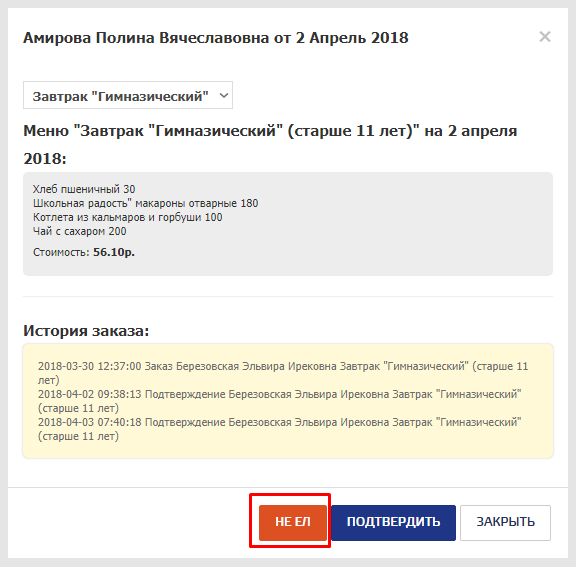 Амирова Полина Вячеславовна от 2 Апрель 2018
×
Завтрак "Гимназический"
Меню "Завтрак "Гимназический" (старше 11 лет)" на 2 апреля
2018:
Хлеб пшеничный 30
Школьная радость" макароны отварные 180
Котлета из кальмаров и горбуши 100
Чай с сахаром 200
Стоимость: 56.10р.
История заказа:
2018-03-30 12:37:00 Заказ Березовская Эльвира Ирековна Завтрак "Гимназический" (старше 11
лет)
2018-04-02 09:38:13 Подтверждение Березовская Эльвира Ирековна Завтрак "Гимназический"
(старше 11 лет)
2018-04-03 07:40:18 Подтверждение Березовская Эльвира Ирековна Завтрак "Гимназический"
(старше 11 лет)
НЕ ЕЛ ПОДТВЕРДИТЬ ЗАКРЫТЬ